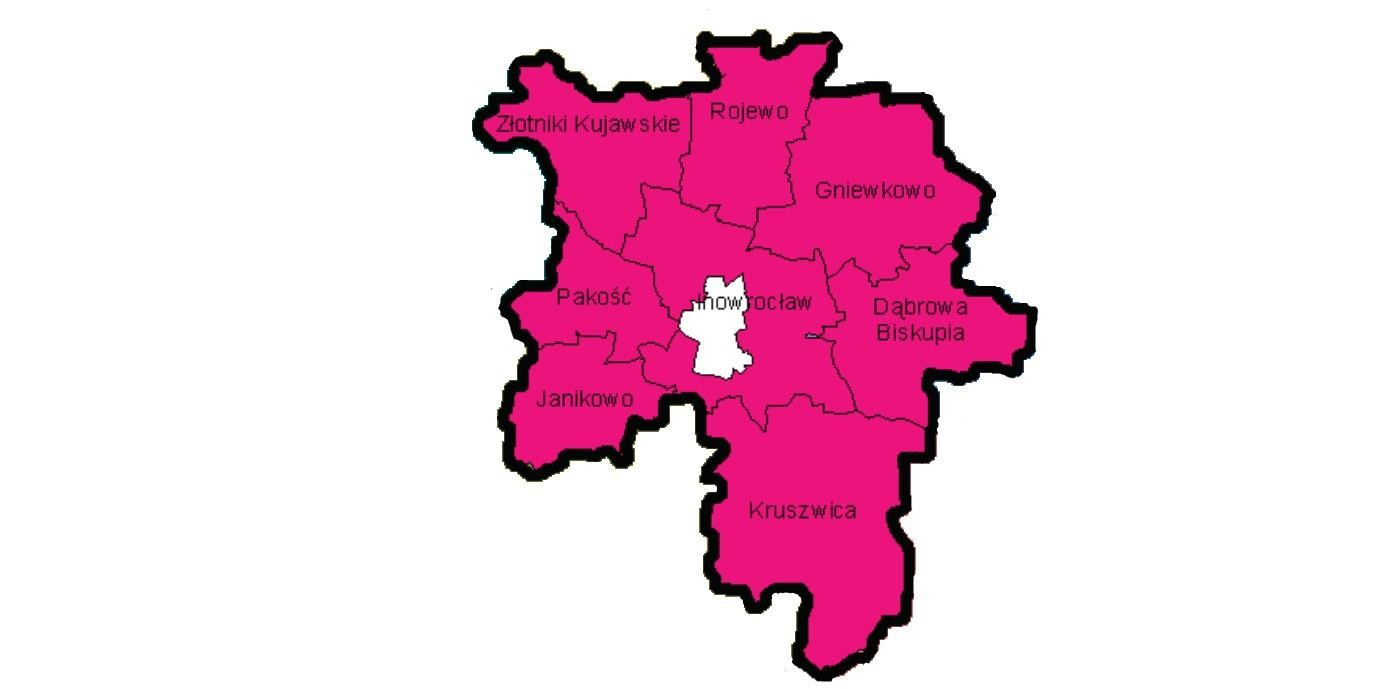 Złotniki Kujawskie
Rojewo
Gniewkowo
Pakość
Inowrocław
Dąbrowa
Biskupia
Janikowo
Kruszwica